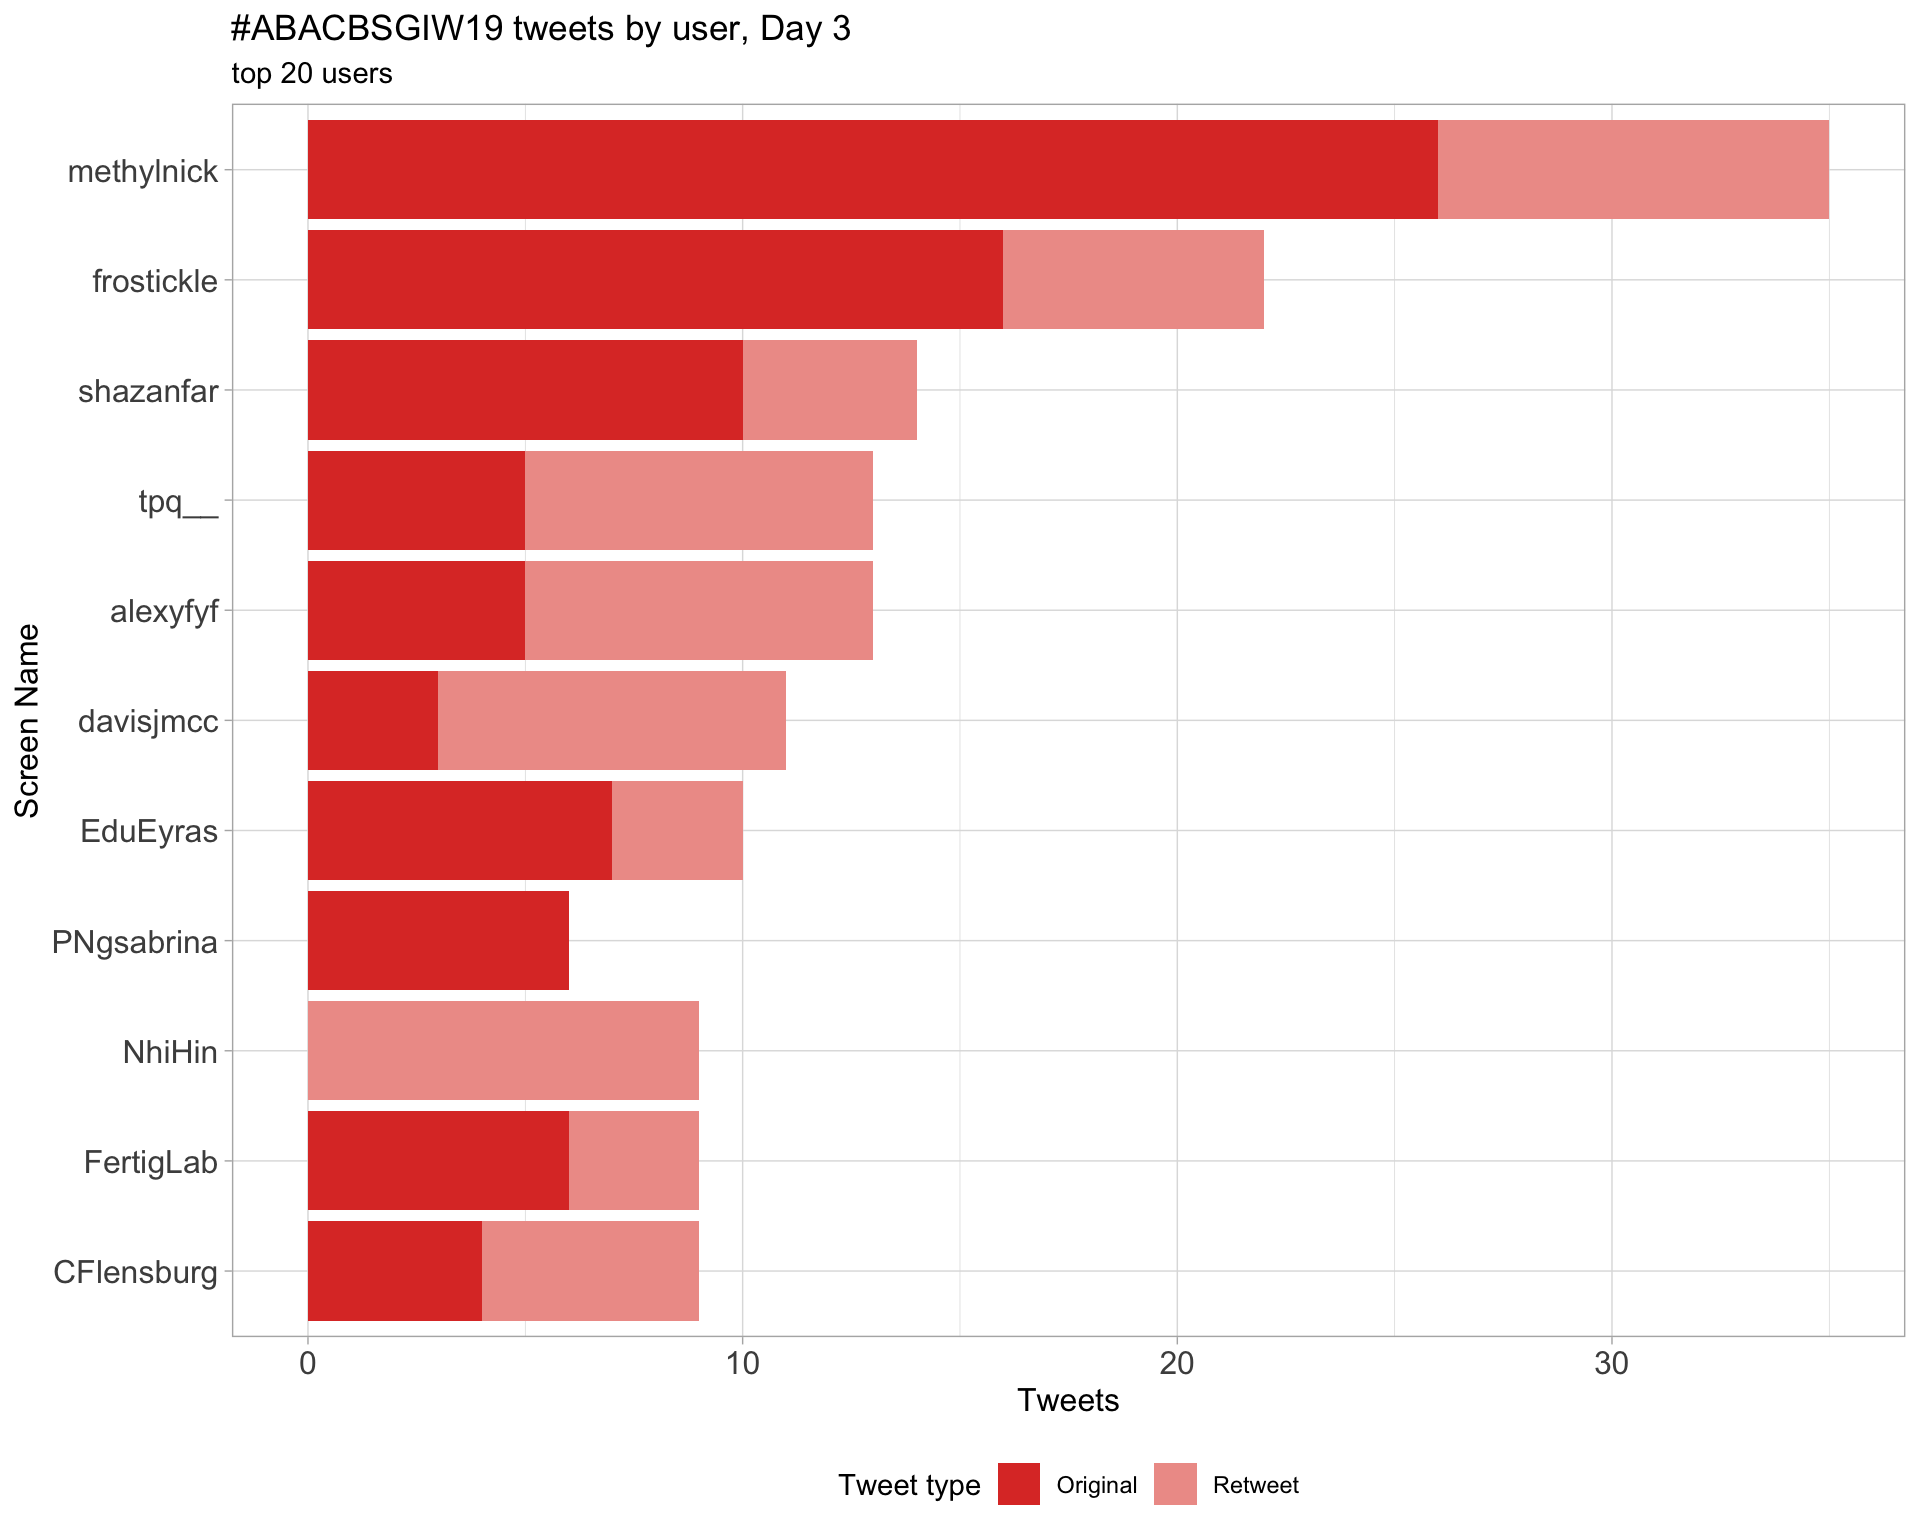 #ABACBSGIW19 tweets by user, Day 3
top 20 users
Screen Name
methylnick
frostickle
shazanfar
tpq__
alexyfyf
davisjmcc
EduEyras
PNgsabrina
NhiHin
FertigLab
CFlensburg
0 10 20 30
Tweets
Tweet type Original Retweet